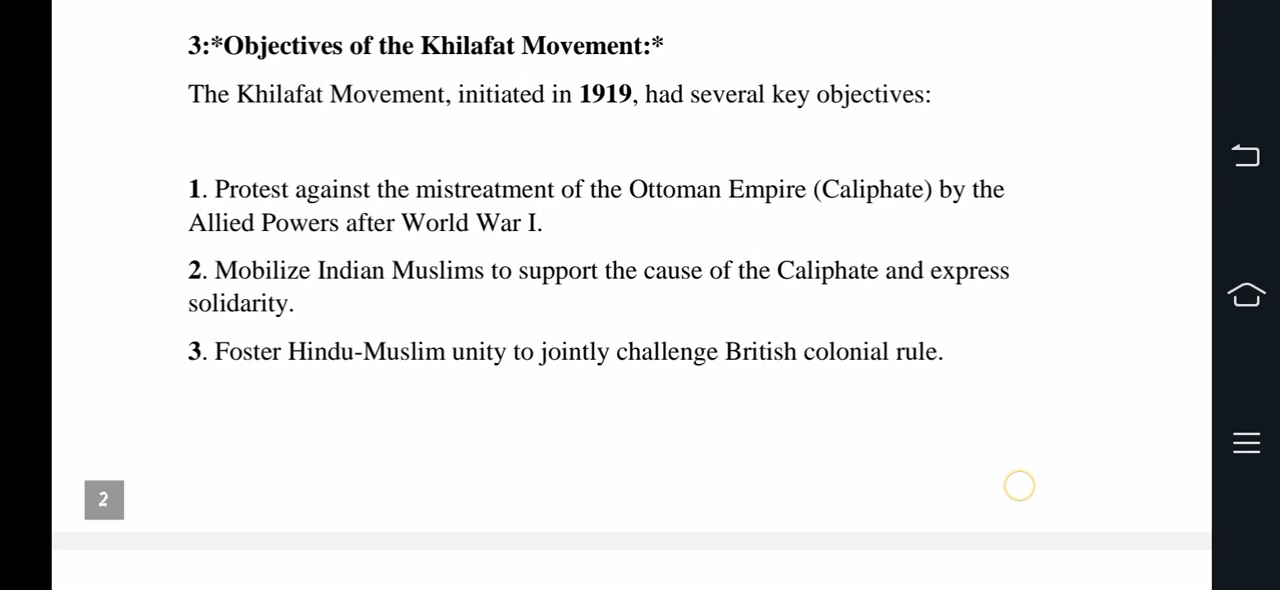 3:*Objectives of the Khilafat Movement:*
The Khilafat Movement, initiated in 1919, had several key objectives:
1. Protest against the mistreatment of the Ottoman Empire (Caliphate) by the
Allied Powers after World War I.
2. Mobilize Indian Muslims to support the cause of the Caliphate and express
solidarity.
3. Foster Hindu-Muslim unity to jointly challenge British colonial rule.
2